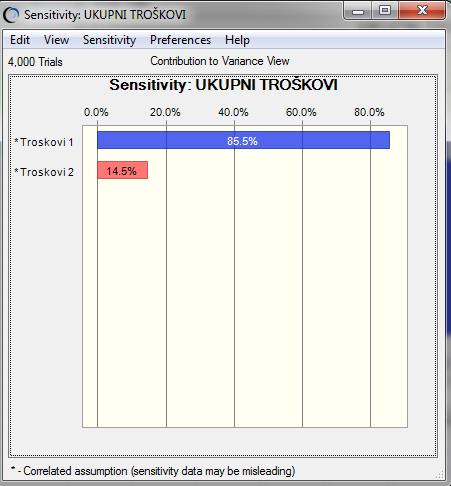 Sensitivity: UKUPNI TROŠKOVI
Edit View Sensitivity Preferences Help
4,000 Trials Contribution to Variance View
Sensitivity: UKUPNI TROŠKOVI
0.0% 20.0% 40.0% 60.0% 80.0%
*Troskovi 1 85.5%
*Troskovi 2 14.5%
* - Correlated assumption (sensitivity data may be misleading)